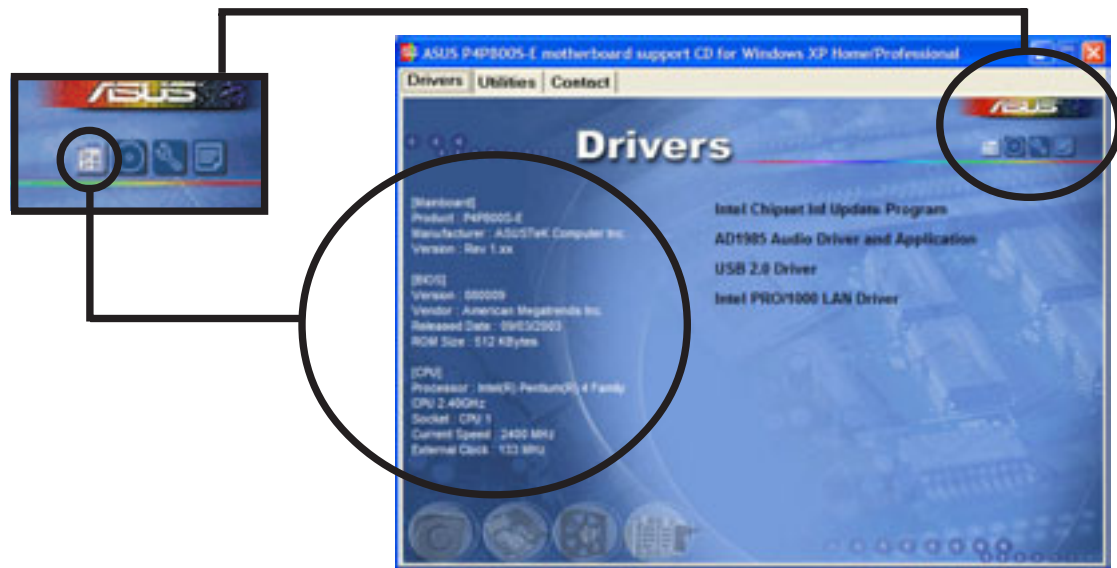 ASUS
ASUS P4P800S-E motherboard support CD for Windows XP Home/Professional
Drivers Utilities Contact
ASUS
Drivers
[Mainboard]
Product : P4P800S-E
Manufacturer : ASUSTeK Computer Inc.
Version : Rev 1.xx
[BIOS]
Version : 080009
Vendor : American Megatrends Inc.
Released Date : 09/03/2003
ROM Size : 512 KBytes
[CPU]
Processor : Intel(R) Pentium(R) 4 Family
CPU 2.40GHz
Socket : CPU 1
Current Speed : 2400 MHz
External Clock : 133 MHz
Intel Chipset Inf Update Program
AD1985 Audio Driver and Application
USB 2.0 Driver
Intel PRO/1000 LAN Driver